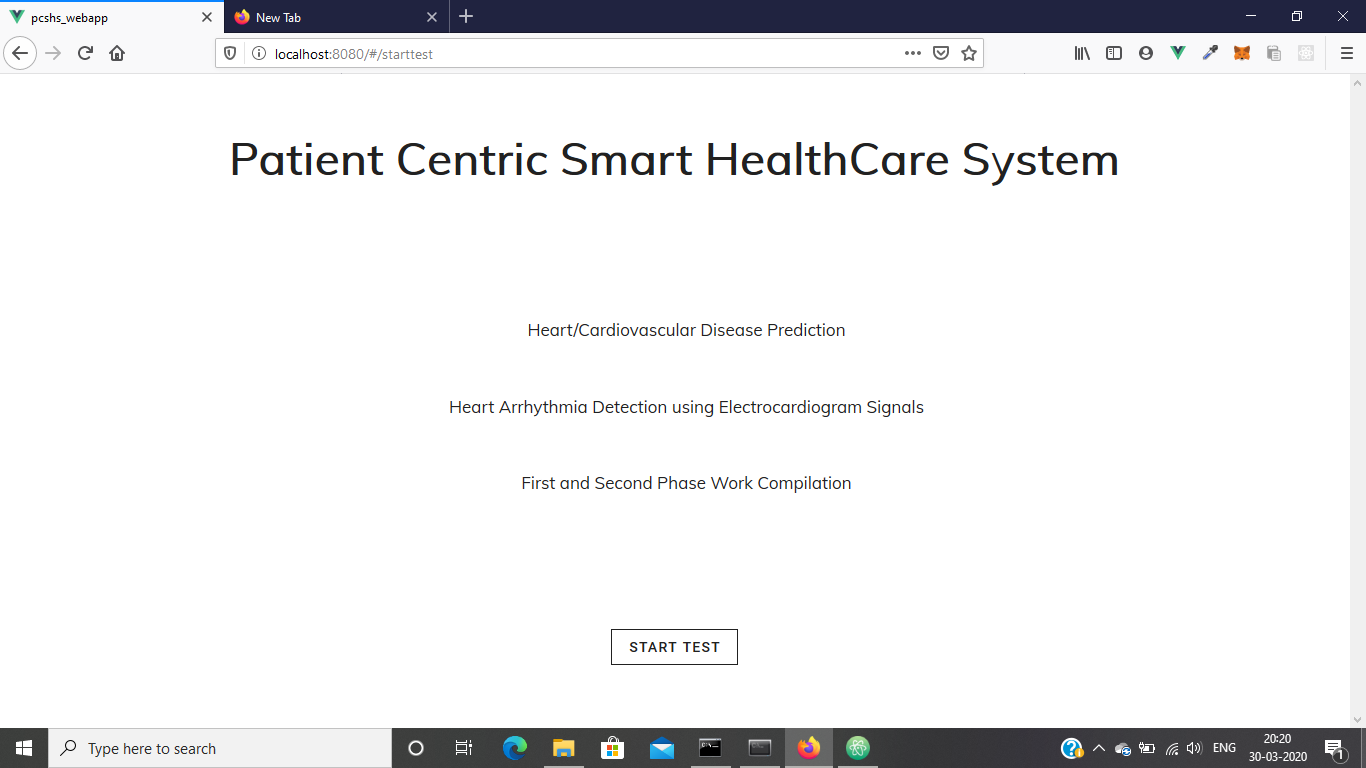 pcshs_webapp
New Tab
localhost:8080/#/starttest
Patient Centric Smart HealthCare System
Heart/Cardiovascular Disease Prediction
Heart Arrhythmia Detection using Electrocardiogram Signals
First and Second Phase Work Compilation
START TEST
Type here to search
ENG
20:20
30-03-2020
1